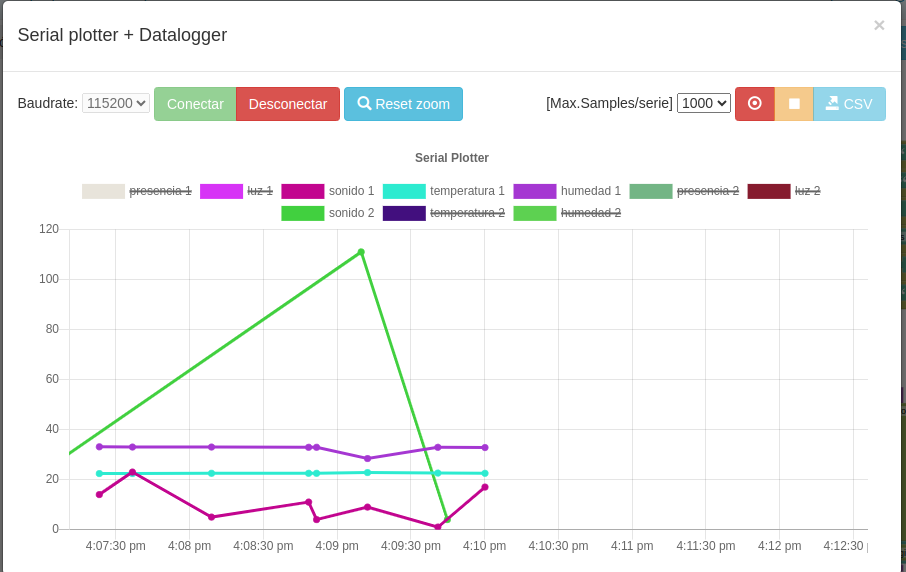 Serial plotter + Datalogger ×
Baudrate: 115200 Conectar Desconectar Reset zoom [Max.Samples/serie] 1000 CSV
Serial Plotter
presencia 1 luz 1 sonido 1 temperatura 1 humedad 1 presencia 2 luz 2
sonido 2 temperatura 2 humedad 2
120
100
80
60
40
20
0
4:07:30 pm 4:08 pm 4:08:30 pm 4:09 pm 4:09:30 pm 4:10 pm 4:10:30 pm 4:11 pm 4:11:30 pm 4:12 pm 4:12:30